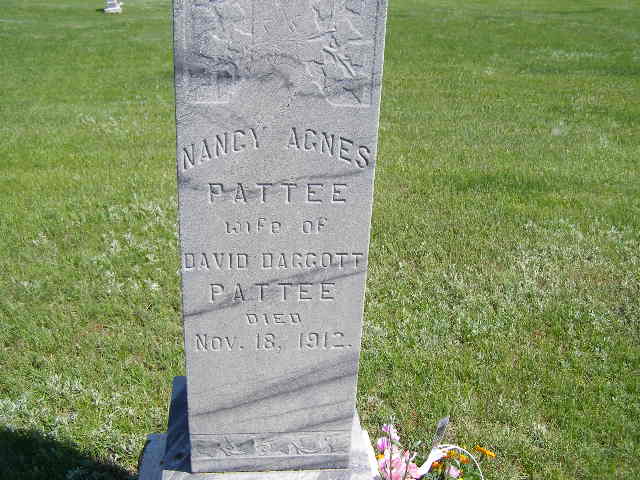 NANCY AGNES
PATTEE
Wife OF
DAVID DAGGOTT
PATTEE
DIED
NOV. 18, 1912.